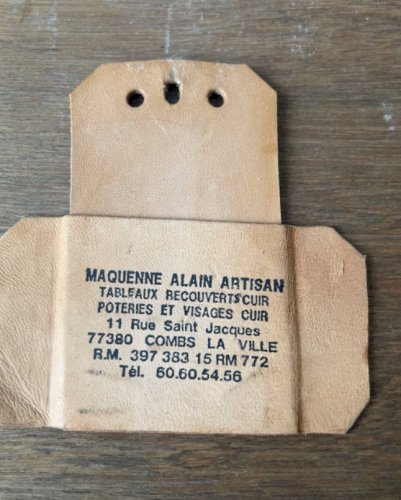 MAQUENNE ALAIN ARTISAN
TABLEAUX RECOUVERTS CUIR
POTERIES ET VISAGES CUIR
11 Rue Saint Jacques
77380 COMBS LA VILLE
R.M. 397 383 15 RM 772
Tél. 60.60.54.56